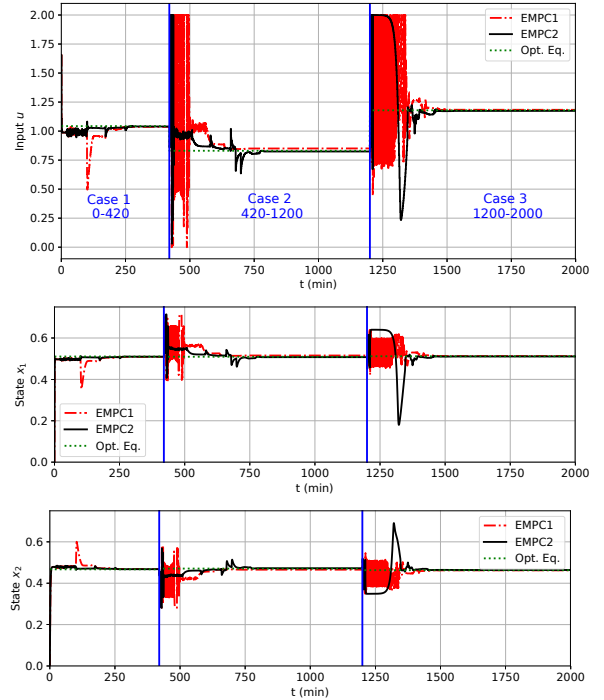 2.00
1.75
1.50
1.25
1.00
0.75
0.50
0.25
0.00
Input u
EMPC1
EMPC2
Opt. Eq.
Case 1
0-420
Case 2
420-1200
Case 3
1200-2000
0 250 500 750 1000 1250 1500 1750 2000
t (min)
0.6
0.4
0.2
0.0
State x₁
EMPC1
EMPC2
Opt. Eq.
0 250 500 750 1000 1250 1500 1750 2000
t (min)
0.6
0.4
0.2
0.0
State x₂
EMPC1
EMPC2
Opt. Eq.
0 250 500 750 1000 1250 1500 1750 2000
t (min)